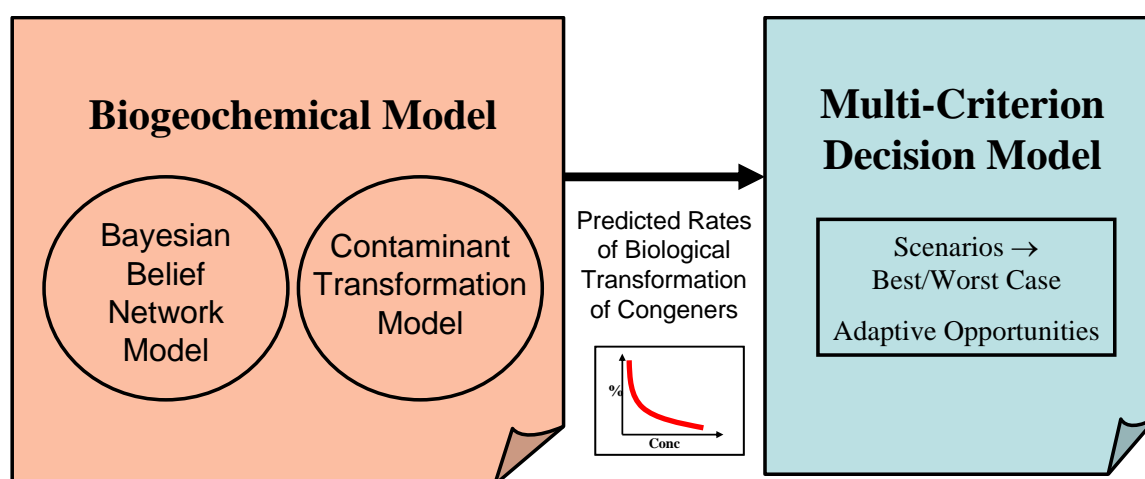 Biogeochemical Model
Bayesian
Belief
Network
Model
Contaminant
Transformation
Model
Predicted Rates
of Biological
Transformation
of Congeners
%
Conc
Multi-Criterion
Decision Model
Scenarios →
Best/Worst Case
Adaptive Opportunities